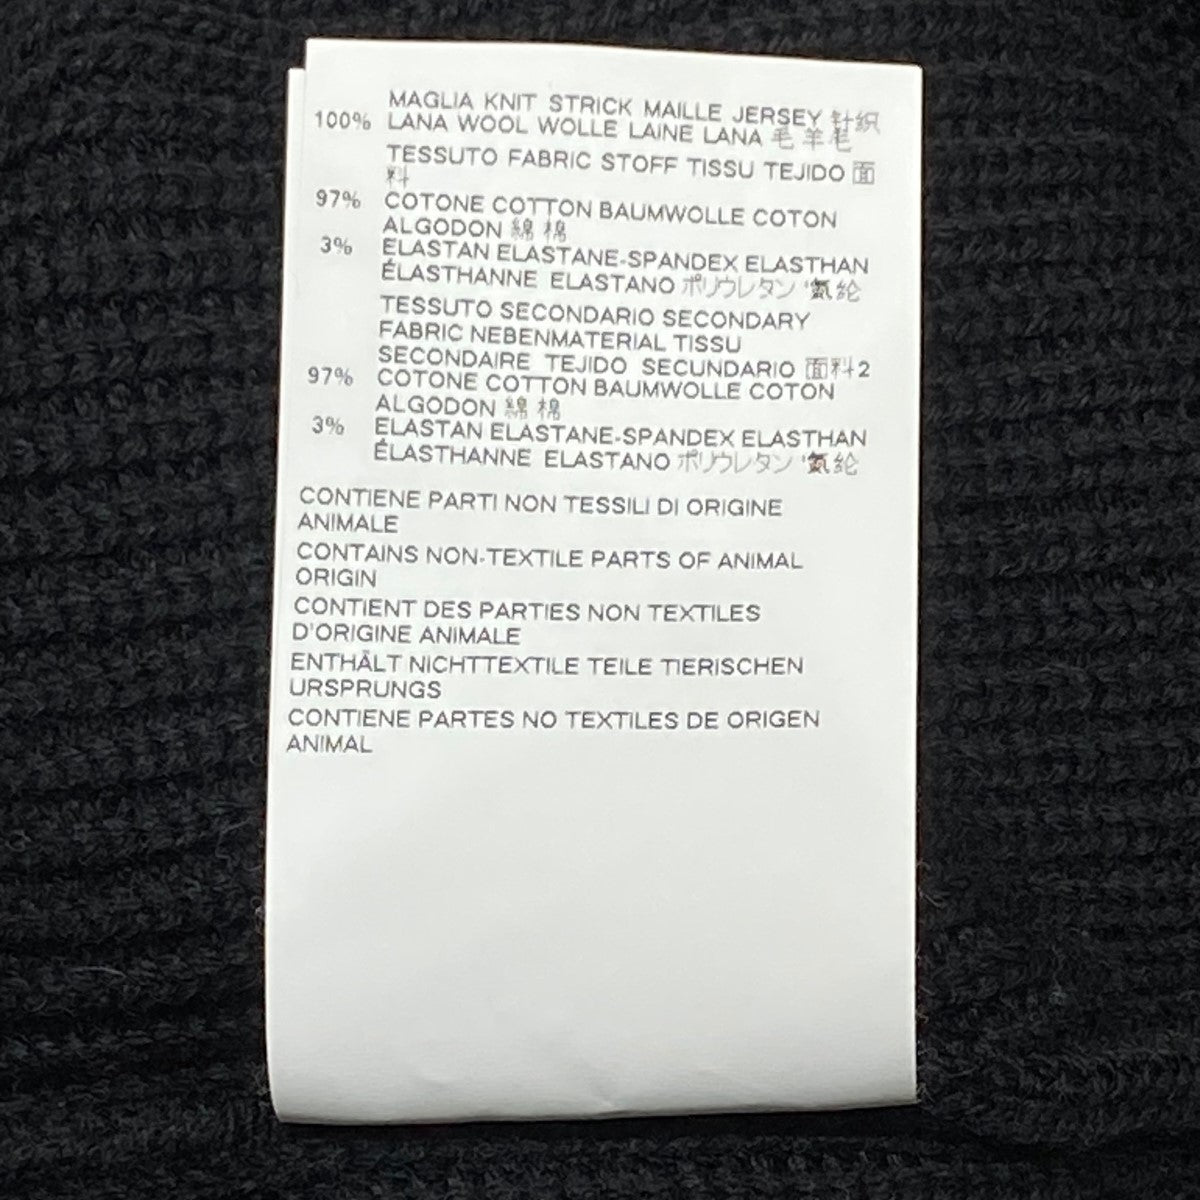 MAGLIA KNIT STRICK MAILLE JERSEY 针织
100% LANA WOOL WOLLE LAINE LANA 毛 羊毛
TESSUTO FABRIC STOFF TISSU TEJIDO 面
料
97% COTONE COTTON BAUMWOLLE COTON
ALGODON 綿 棉
3% ELASTAN ELASTANE-SPANDEX ELASTHAN
ÉLASTHANNE ELASTANO ポリウレタン '氨纶
TESSUTO SECONDARIO SECONDARY
FABRIC NEBENMATERIAL TISSU
SECONDAIRE TEJIDO SECUNDARIO 面料2
97% COTONE COTTON BAUMWOLLE COTON
ALGODON 綿 棉
3% ELASTAN ELASTANE-SPANDEX ELASTHAN
ÉLASTHANNE ELASTANO ポリウレタン '氨纶
CONTIENE PARTI NON TESSILI DI ORIGINE
ANIMALE
CONTAINS NON-TEXTILE PARTS OF ANIMAL
ORIGIN
CONTIENT DES PARTIES NON TEXTILES
D'ORIGINE ANIMALE
ENTHÄLT NICHTTEXTILE TEILE TIERISCHEN
URSPRUNGS
CONTIENE PARTES NO TEXTILES DE ORIGEN
ANIMAL